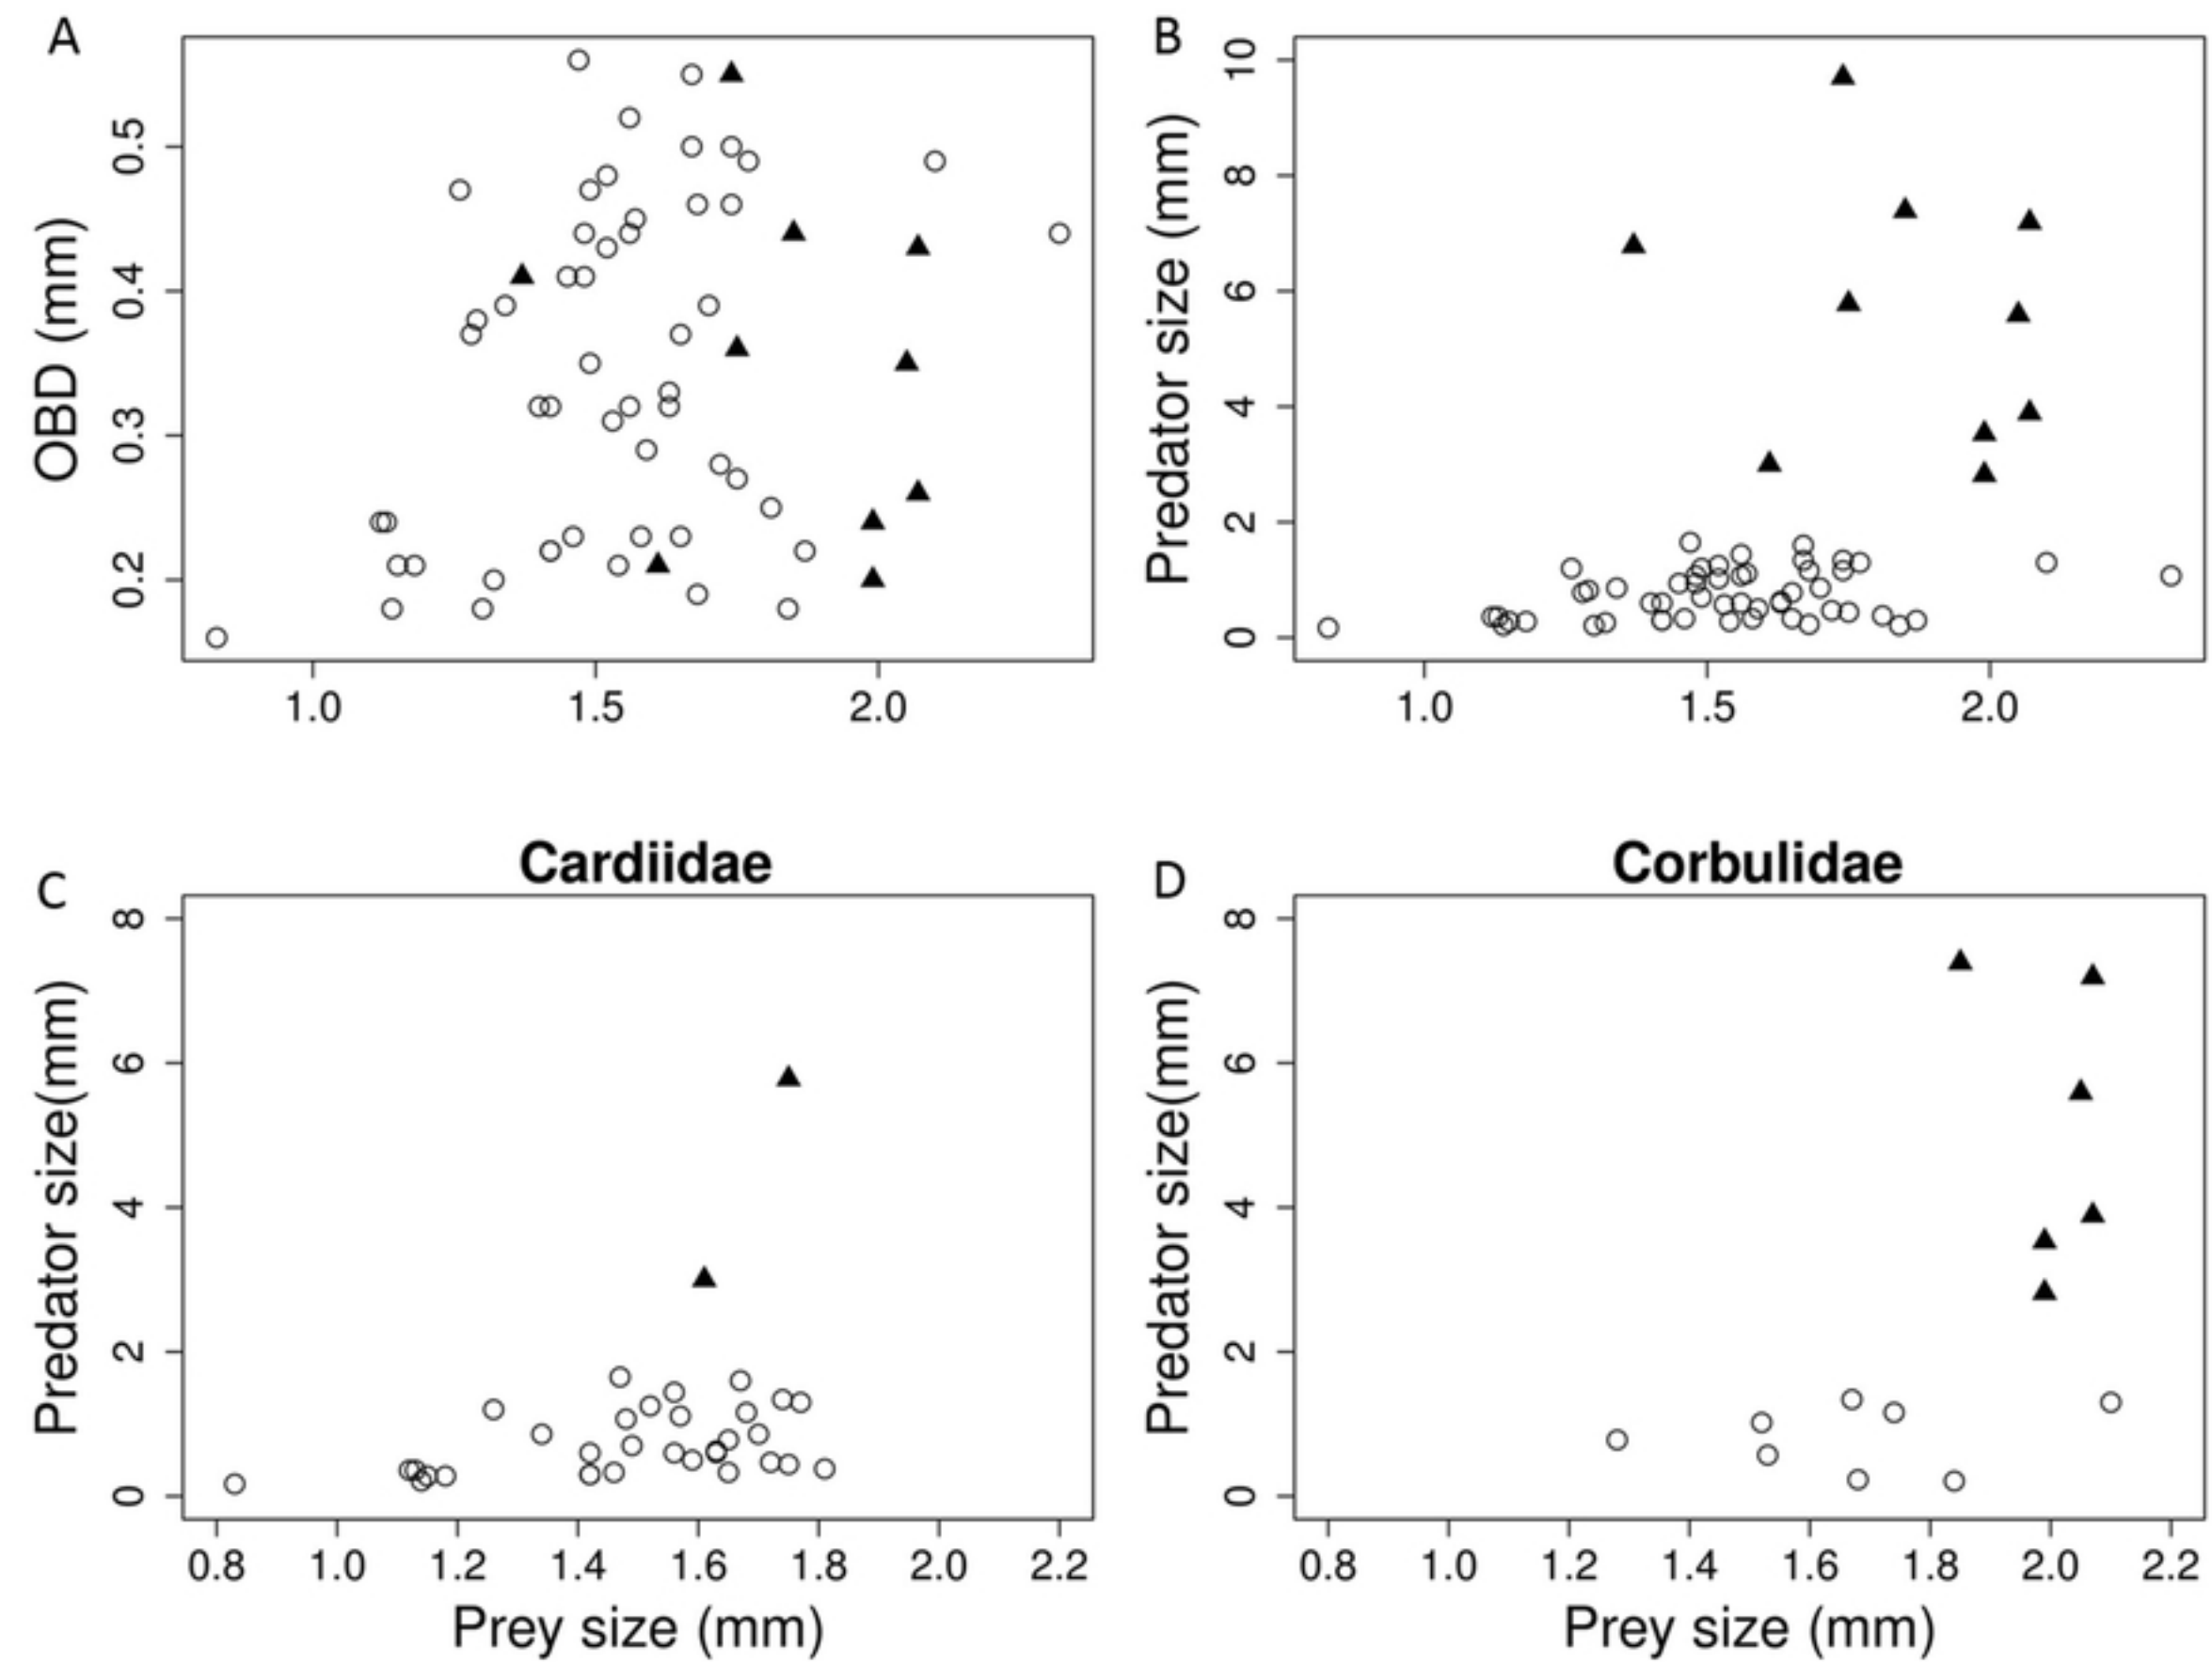 A
B
OBD (mm)
0.2 0.3 0.4 0.5
1.0 1.5 2.0
Predator size (mm)
0 2 4 6 8 10
1.0 1.5 2.0
C
Cardiidae
D
Corbulidae
Predator size(mm)
0 2 4 6 8
0.8 1.0 1.2 1.4 1.6 1.8 2.0 2.2
Prey size (mm)
Predator size(mm)
0 2 4 6 8
0.8 1.0 1.2 1.4 1.6 1.8 2.0 2.2
Prey size (mm)